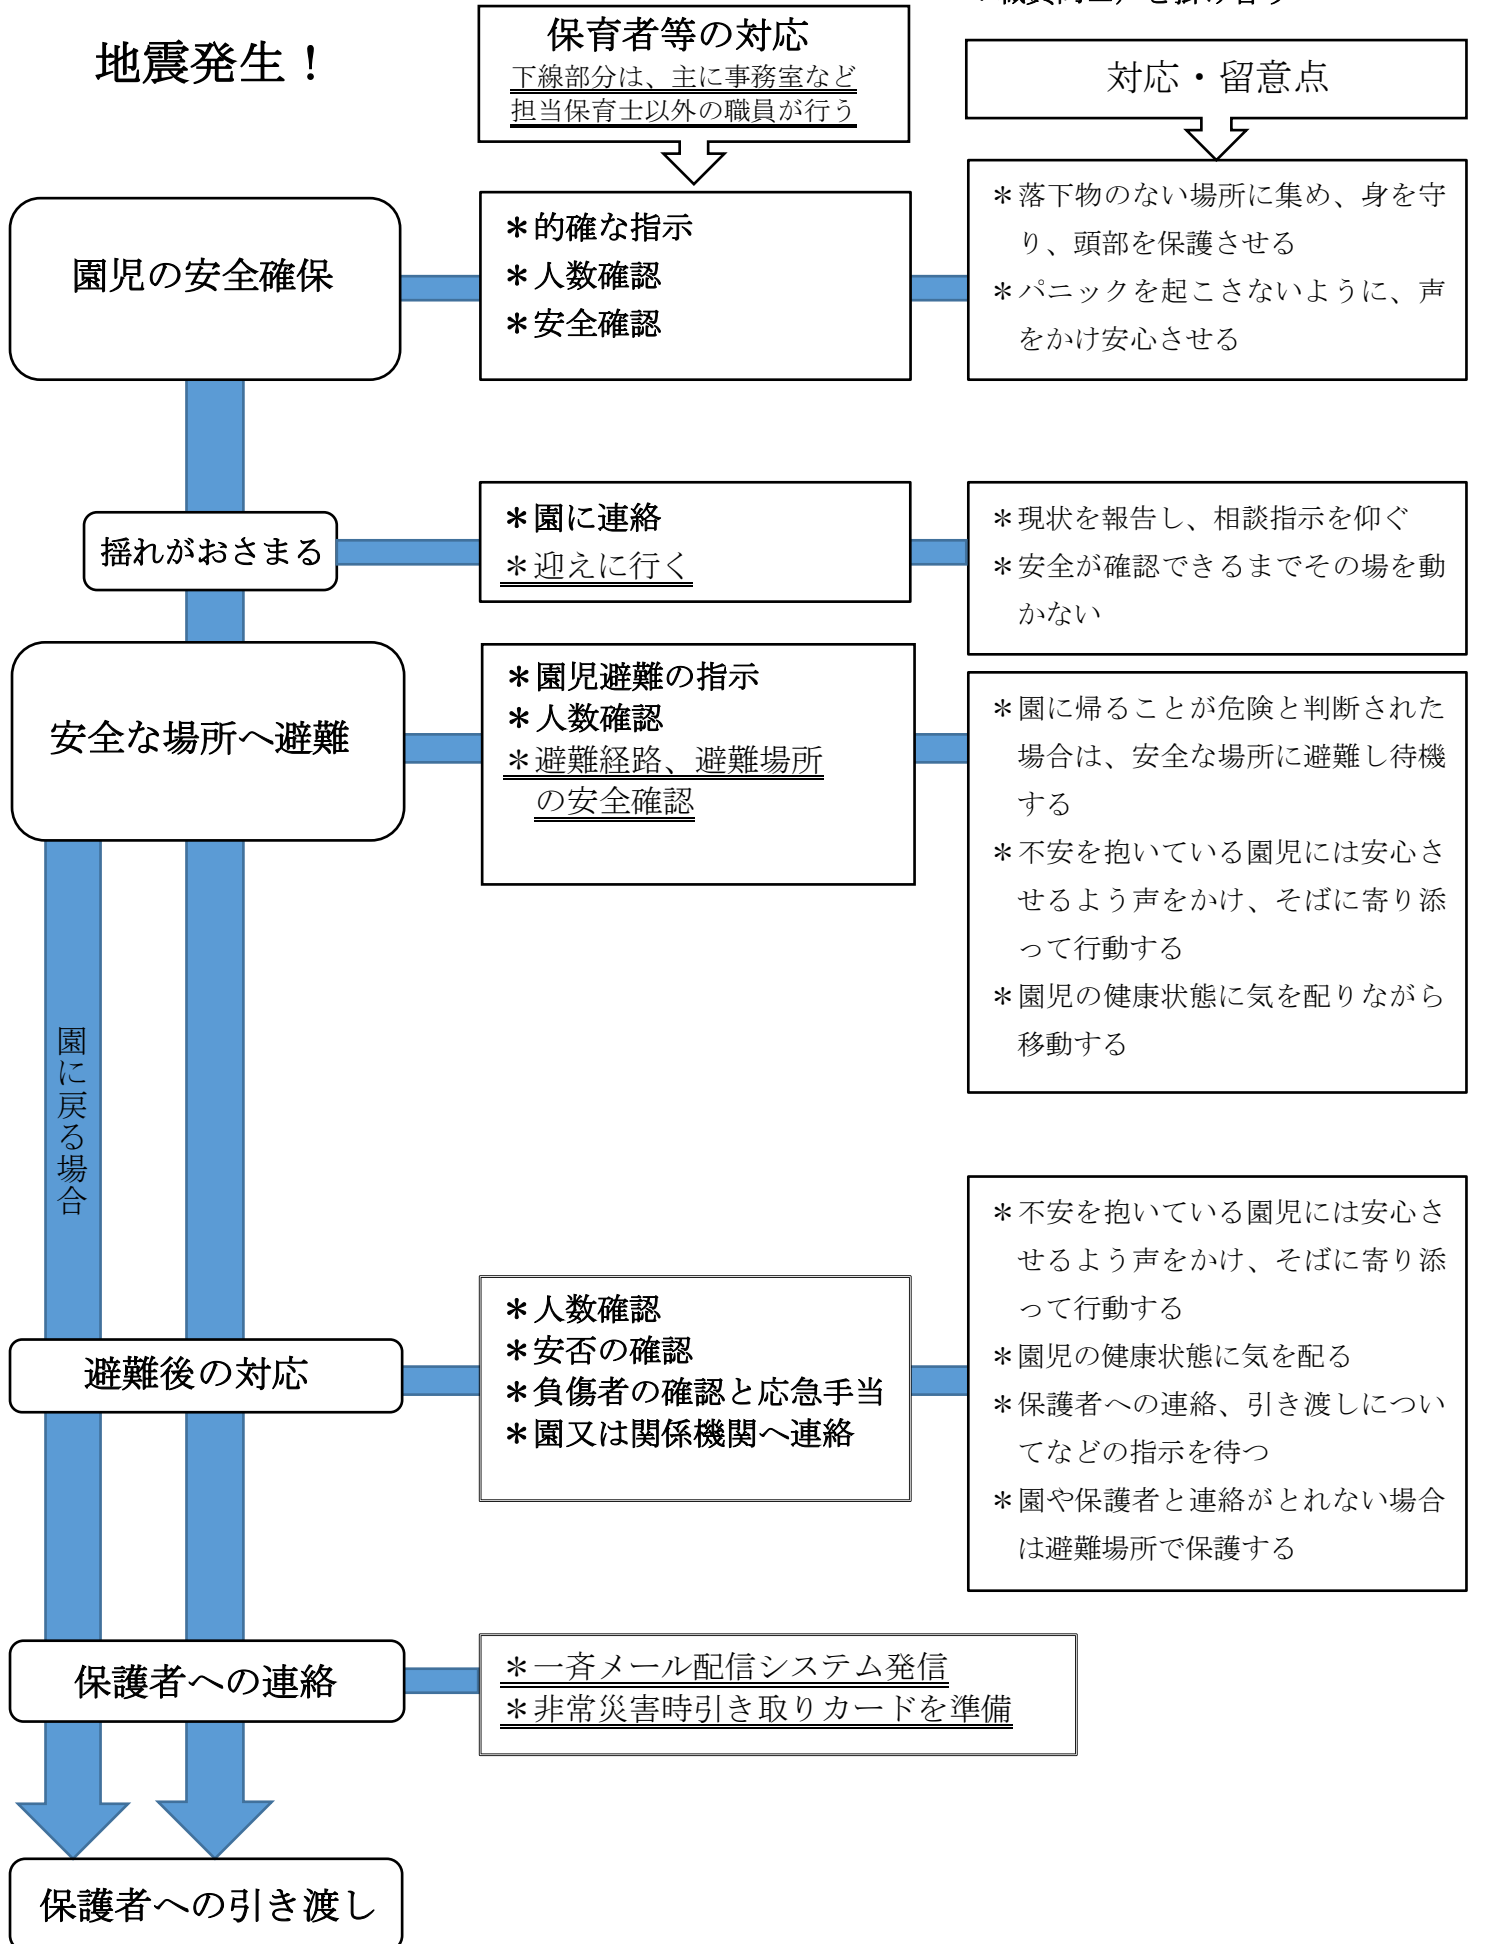 地震発生！
保育者等の対応
下線部分は、主に事務室など
担当保育士以外の職員が行う
対応・留意点
園児の安全確保
＊的確な指示
＊人数確認
＊安全確認
＊落下物のない場所に集め、身を守
り、頭部を保護させる
＊パニックを起こさないように、声
をかけ安心させる
揺れがおさまる
＊園に連絡
＊迎えに行く
＊現状を報告し、相談指示を仰ぐ
＊安全が確認できるまでその場を動
かない
安全な場所へ避難
＊園児避難の指示
＊人数確認
＊避難経路、避難場所
の安全確認
＊園に帰ることが危険と判断された
場合は、安全な場所に避難し待機
する
＊不安を抱いている園児には安心さ
せるよう声をかけ、そばに寄り添
って行動する
＊園児の健康状態に気を配りながら
移動する
園に戻る場合
避難後の対応
＊人数確認
＊安否の確認
＊負傷者の確認と応急手当
＊園又は関係機関へ連絡
＊不安を抱いている園児には安心さ
せるよう声をかけ、そばに寄り添
って行動する
＊園児の健康状態に気を配る
＊保護者への連絡、引き渡しについ
てなどの指示を待つ
＊園や保護者と連絡がとれない場合
は避難場所で保護する
保護者への連絡
＊一斉メール配信システム発信
＊非常災害時引き取りカードを準備
保護者への引き渡し